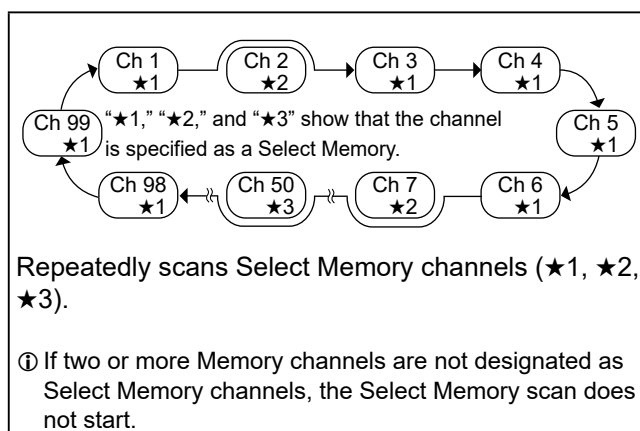 Ch 1
★1
Ch 2
★2
Ch 3
★1
Ch 4
★1
Ch 99
★1
“★1,” “★2,” and “★3” show that the channel
is specified as a Select Memory.
Ch 5
★1
Ch 98
★1
Ch 50
★3
Ch 7
★2
Ch 6
★1
Repeatedly scans Select Memory channels (★1, ★2,
★3).
ⓘ If two or more Memory channels are not designated as
Select Memory channels, the Select Memory scan does
not start.